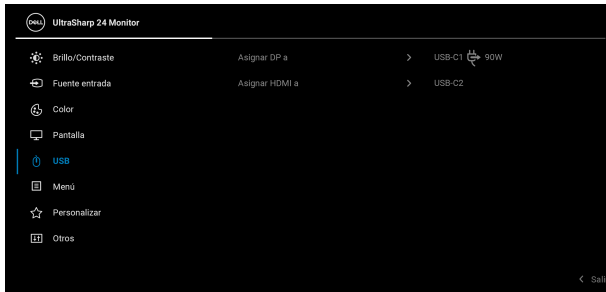 DELL UltraSharp 24 Monitor
Brillo/Contraste Asignar DP a USB-C1 90W
Fuente entrada Asignar HDMI a USB-C2
Color
Pantalla
USB
Menú
Personalizar
Otros
Sali